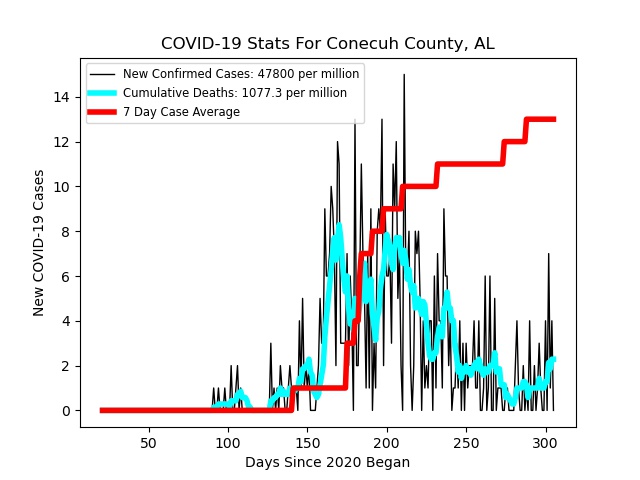 COVID-19 Stats For Conecuh County, AL
New Confirmed Cases: 47800 per million
Cumulative Deaths: 1077.3 per million
7 Day Case Average
New COVID-19 Cases
14
12
10
8
6
4
2
0
50 100 150 200 250 300
Days Since 2020 Began